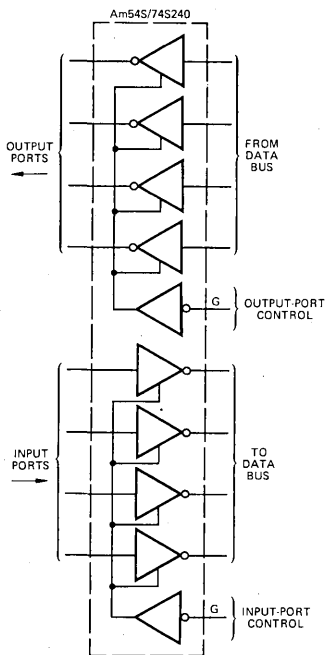 Am54S/74S240
OUTPUT
PORTS
FROM
DATA
BUS
G
OUTPUT-PORT
CONTROL
INPUT
PORTS
TO
DATA
BUS
G
INPUT-PORT
CONTROL